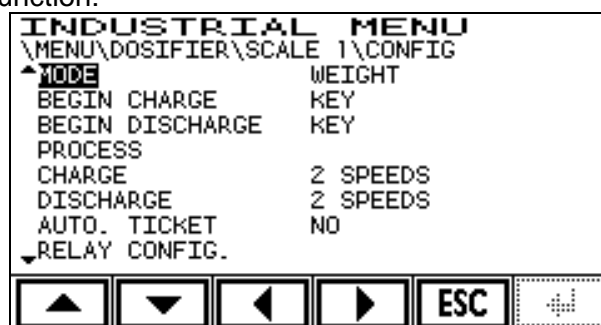 unction:
INDUSTRIAL MENU
\MENU\DOSIFIER\SCALE 1\CONFIG
MODE WEIGHT
BEGIN CHARGE KEY
BEGIN DISCHARGE KEY
PROCESS
CHARGE 2 SPEEDS
DISCHARGE 2 SPEEDS
AUTO. TICKET NO
RELAY CONFIG.
ESC